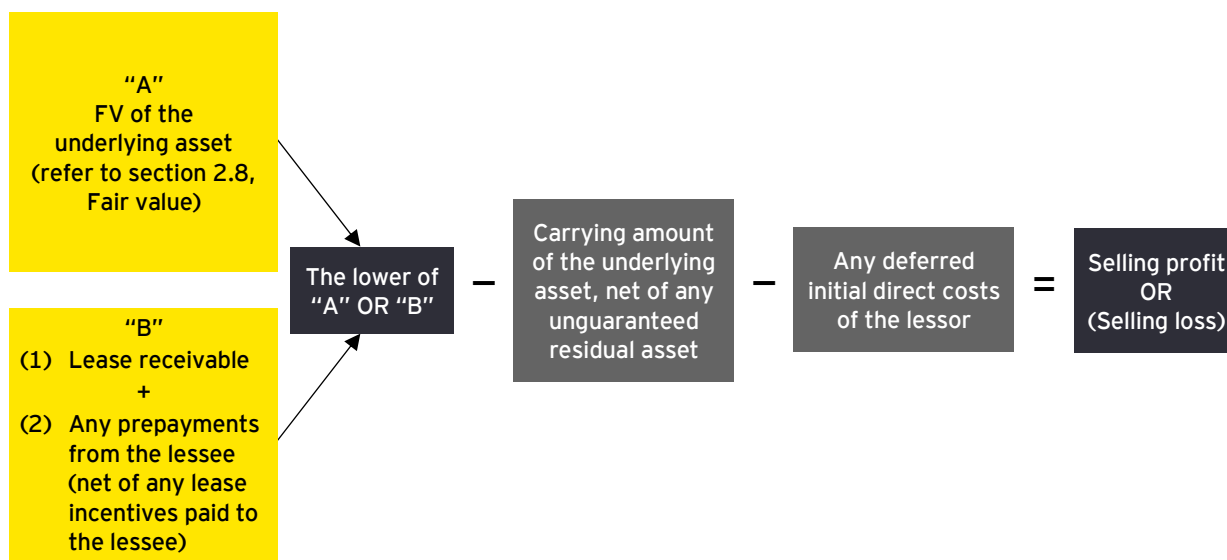 “A”
FV of the
underlying asset
(refer to section 2.8,
Fair value)
“B”
(1) Lease receivable
+
(2) Any prepayments
from the lessee
(net of any lease
incentives paid to
the lessee)
The lower of
“A” OR “B”
–
Carrying amount
of the underlying
asset, net of any
unguaranteed
residual asset
–
Any deferred
initial direct costs
of the lessor
=
Selling profit
OR
(Selling loss)